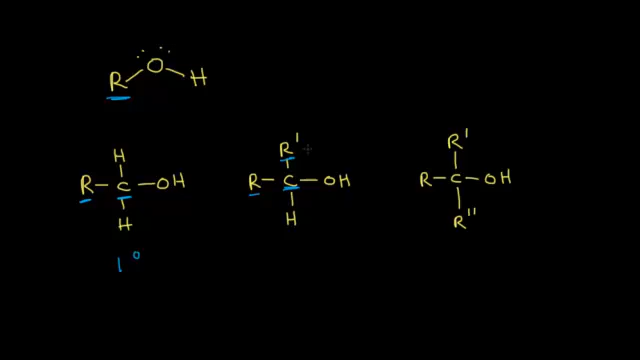 R O H
H R' R'
R - C - OH R - C - OH R - C - OH
H H R"
1°